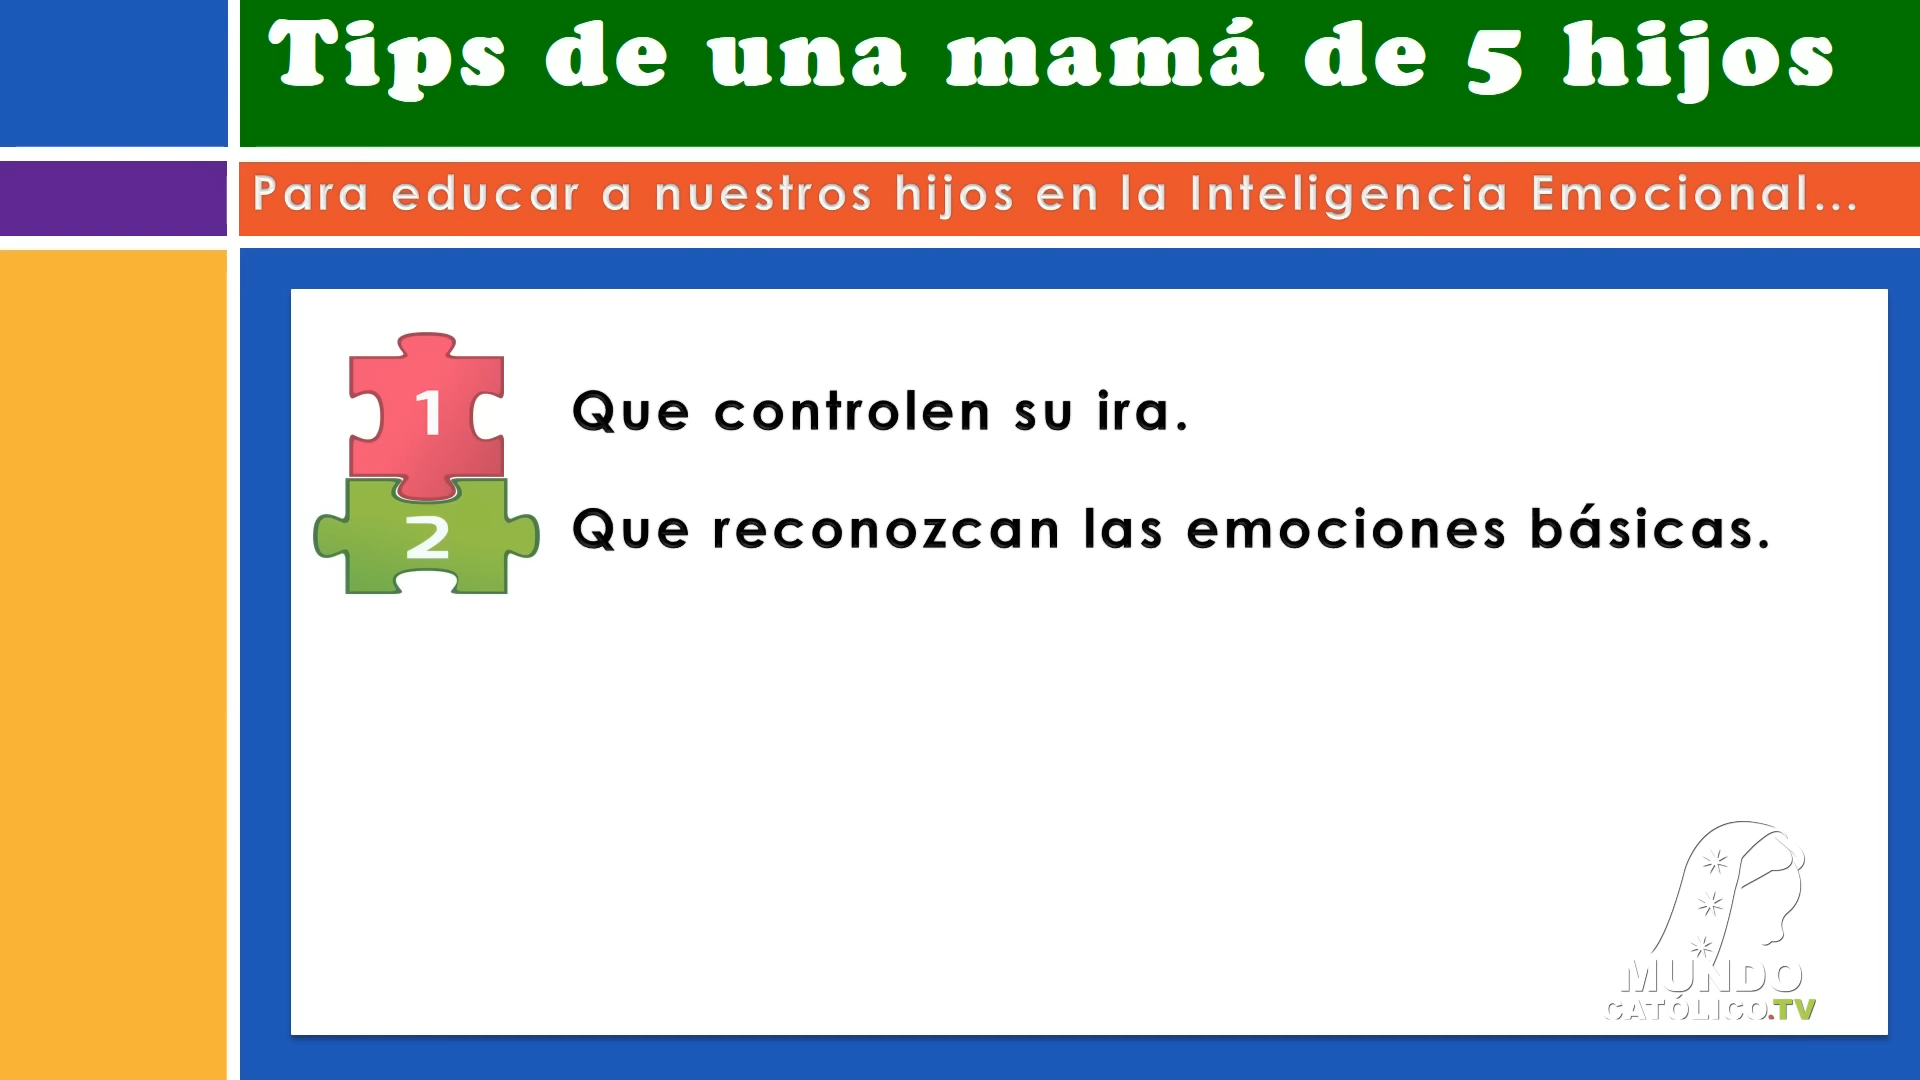 Tips de una mamá de 5 hijos
Para educar a nuestros hijos en la Inteligencia Emocional...
1
Que controlen su ira.
2
Que reconozcan las emociones básicas.
MUNDO
CATÓLICO.TV